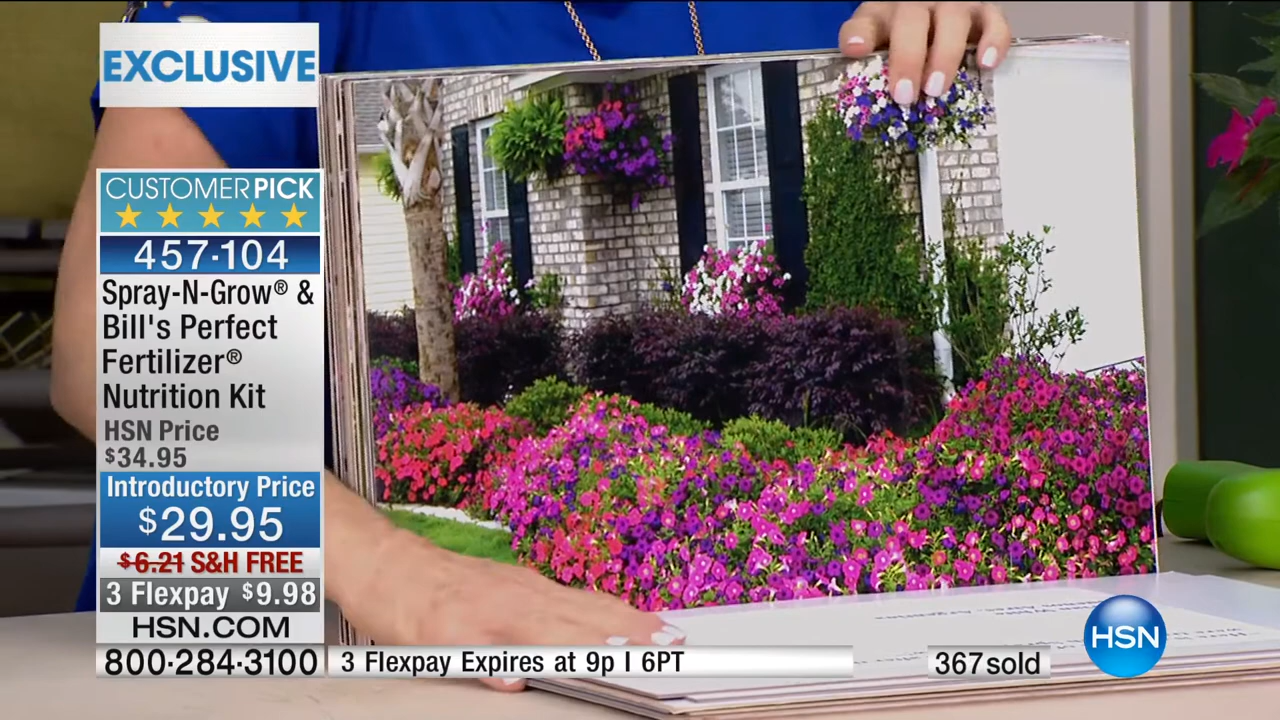 EXCLUSIVE
CUSTOMER PICK
457·104
Spray-N-Grow® &
Bill's Perfect
Fertilizer®
Nutrition Kit
HSN Price
$34.95
Introductory Price
$29.95
$6.21 S&H FREE
3 Flexpay $9.98
HSN.COM
800·284·3100
3 Flexpay Expires at 9p | 6PT
367 sold
HSN